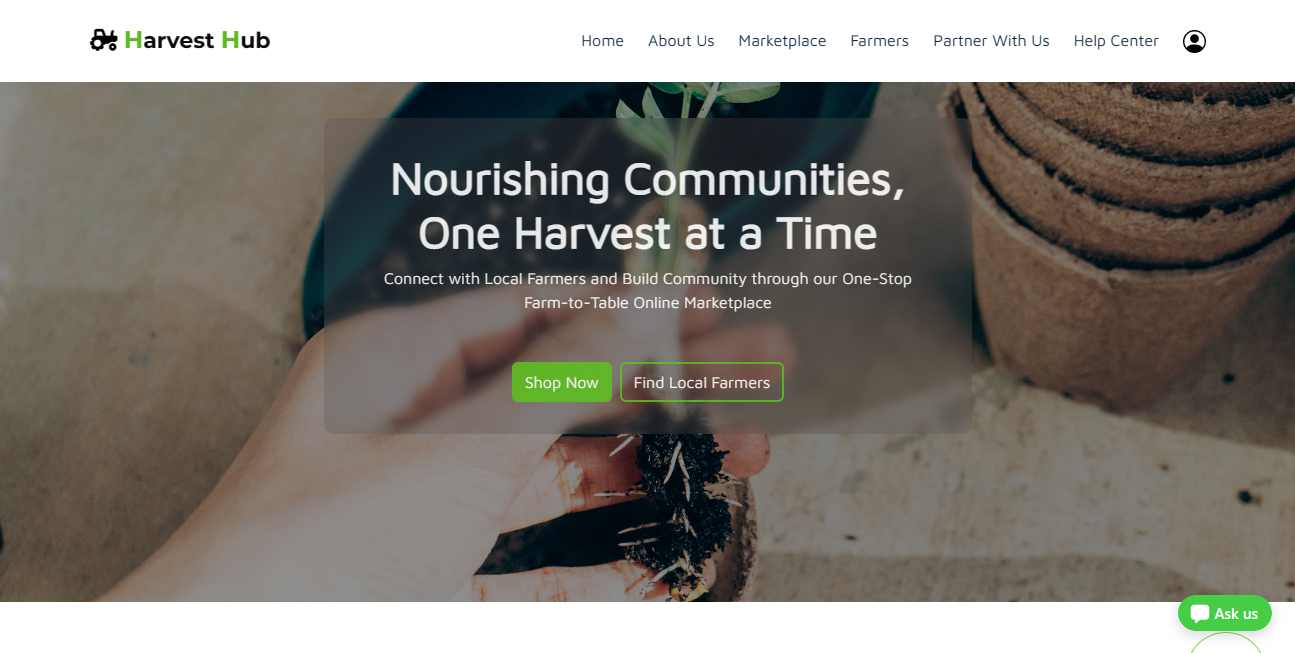 Harvest Hub
Home About Us Marketplace Farmers Partner With Us Help Center
Nourishing Communities,
One Harvest at a Time
Connect with Local Farmers and Build Community through our One-Stop
Farm-to-Table Online Marketplace
Shop Now Find Local Farmers
Ask us